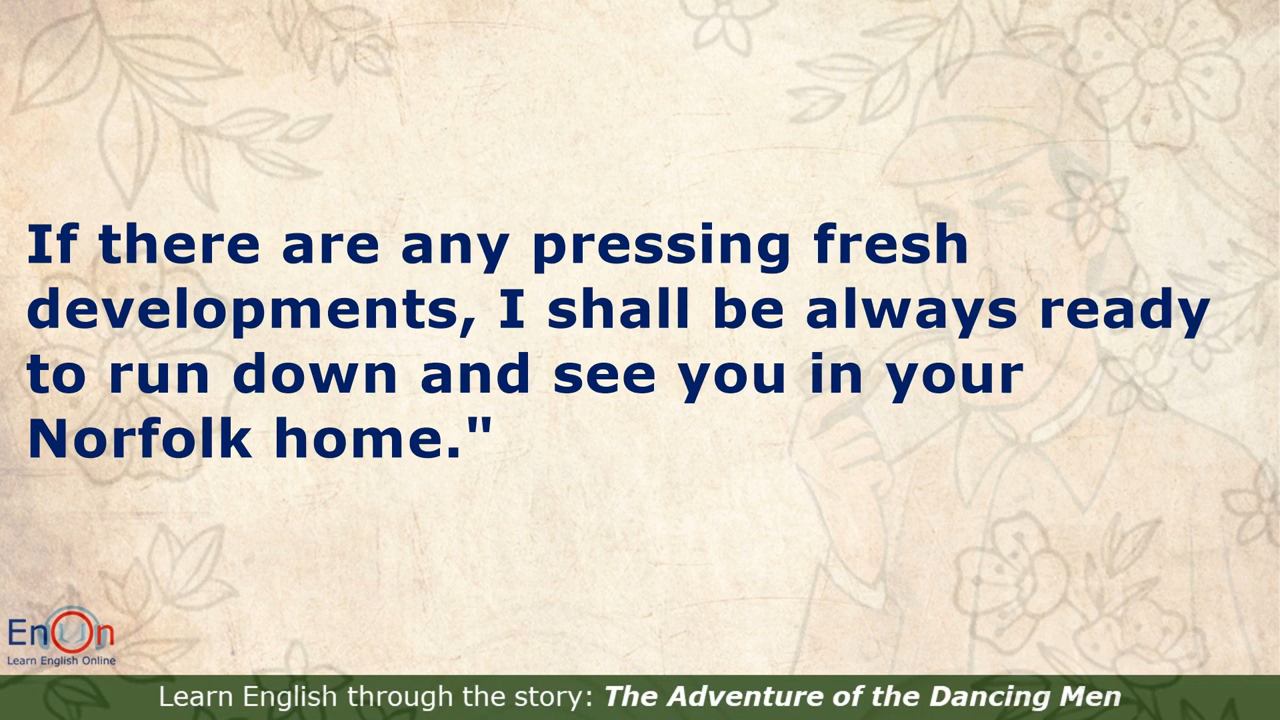 If there are any pressing fresh
developments, I shall be always ready
to run down and see you in your
Norfolk home."
EnOn
Learn English Online
Learn English through the story: The Adventure of the Dancing Men